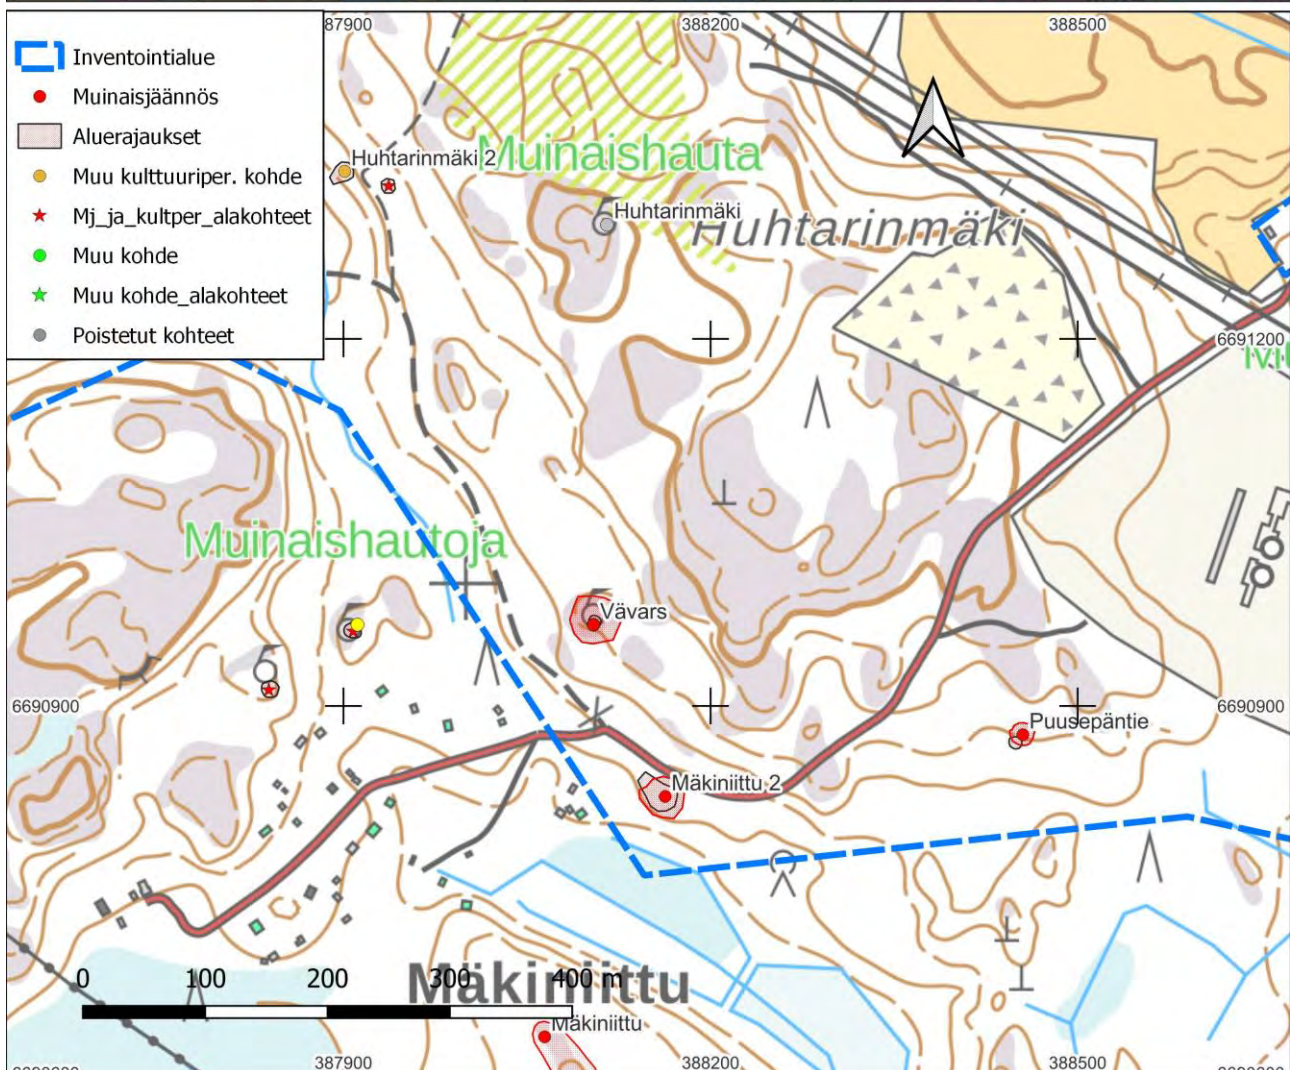 87900
388200
388500
Inventointialue
Muinaisjäännös
Aluerajaukset
Muu kulttuuriper. kohde
Mj_ja_kultper_alakohteet
Muu kohde
Muu kohde_alakohteet
Poistetut kohteet
Huhtarinmäki 2
Muinaishauta
Huhtarinmäki
Huhtarinmäki
6691200
Muinaishautoja
Vävars
6690900
6690900
Puusepäntie
Mäkiniittu 2
0 100 200 300 400 m
Mäkiniittu
Mäkiniittu
387900
388200
388500